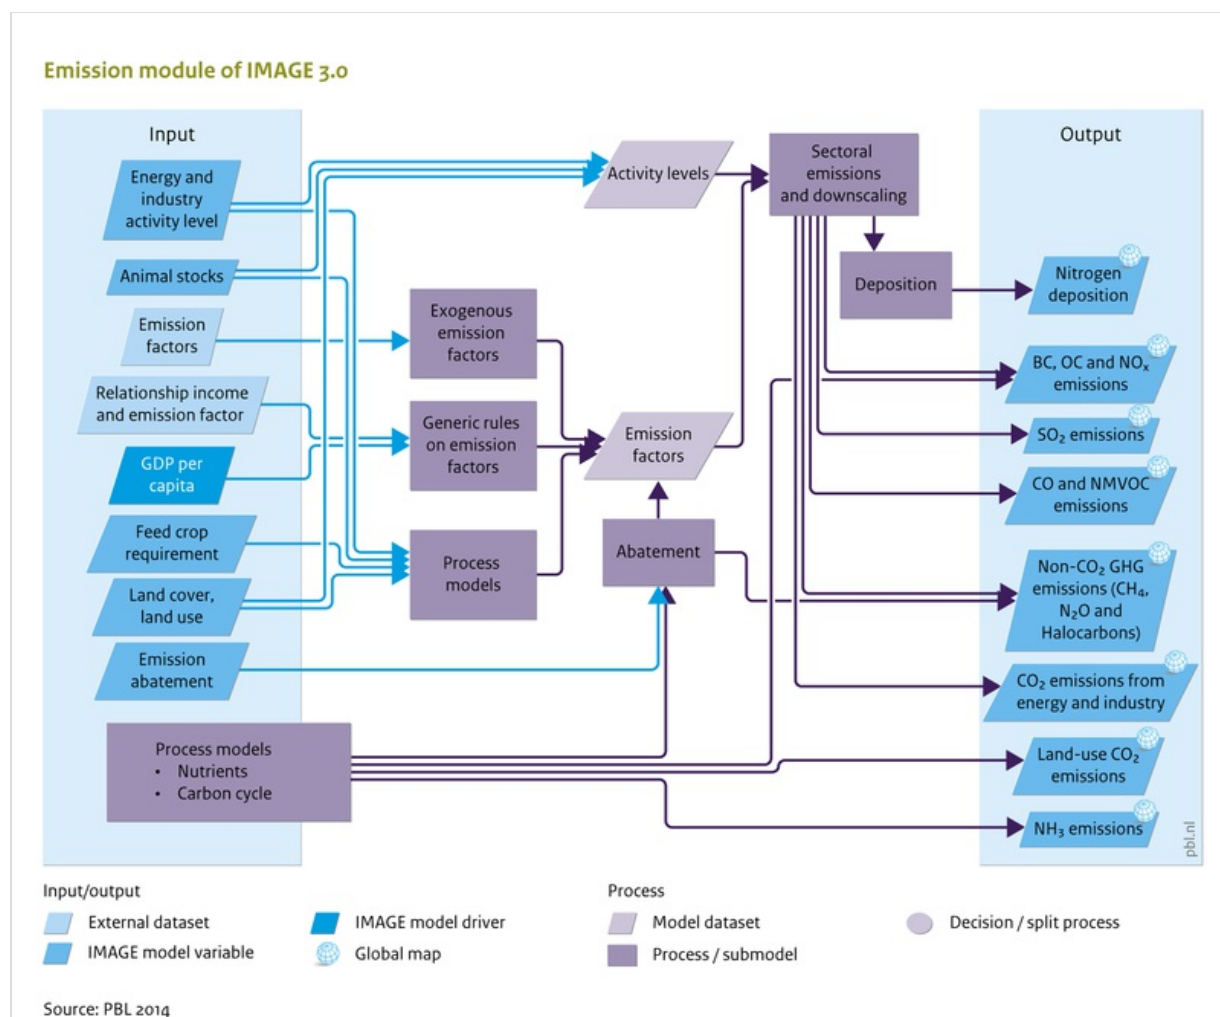 Emission module of IMAGE 3.0
Input
Energy and
industry
activity level
Animal stocks
Emission
factors
Relationship income
and emission factor
GDP per
capita
Feed crop
requirement
Land cover,
land use
Emission
abatement
Process models
• Nutrients
• Carbon cycle
Exogenous
emission
factors
Generic rules
on emission
factors
Process
models
Activity levels
Emission
factors
Abatement
Sectoral
emissions
and downscaling
Deposition
Output
Nitrogen
deposition
BC, OC and NOₓ
emissions
SO₂ emissions
CO and NMVOC
emissions
Non-CO₂ GHG
emissions (CH₄,
N₂O and
Halocarbons)
CO₂ emissions from
energy and industry
Land-use CO₂
emissions
NH₃ emissions
pbl.nl
Input/output
External dataset
IMAGE model variable
IMAGE model driver
Global map
Process
Model dataset
Process / submodel
Decision / split process
Source: PBL 2014